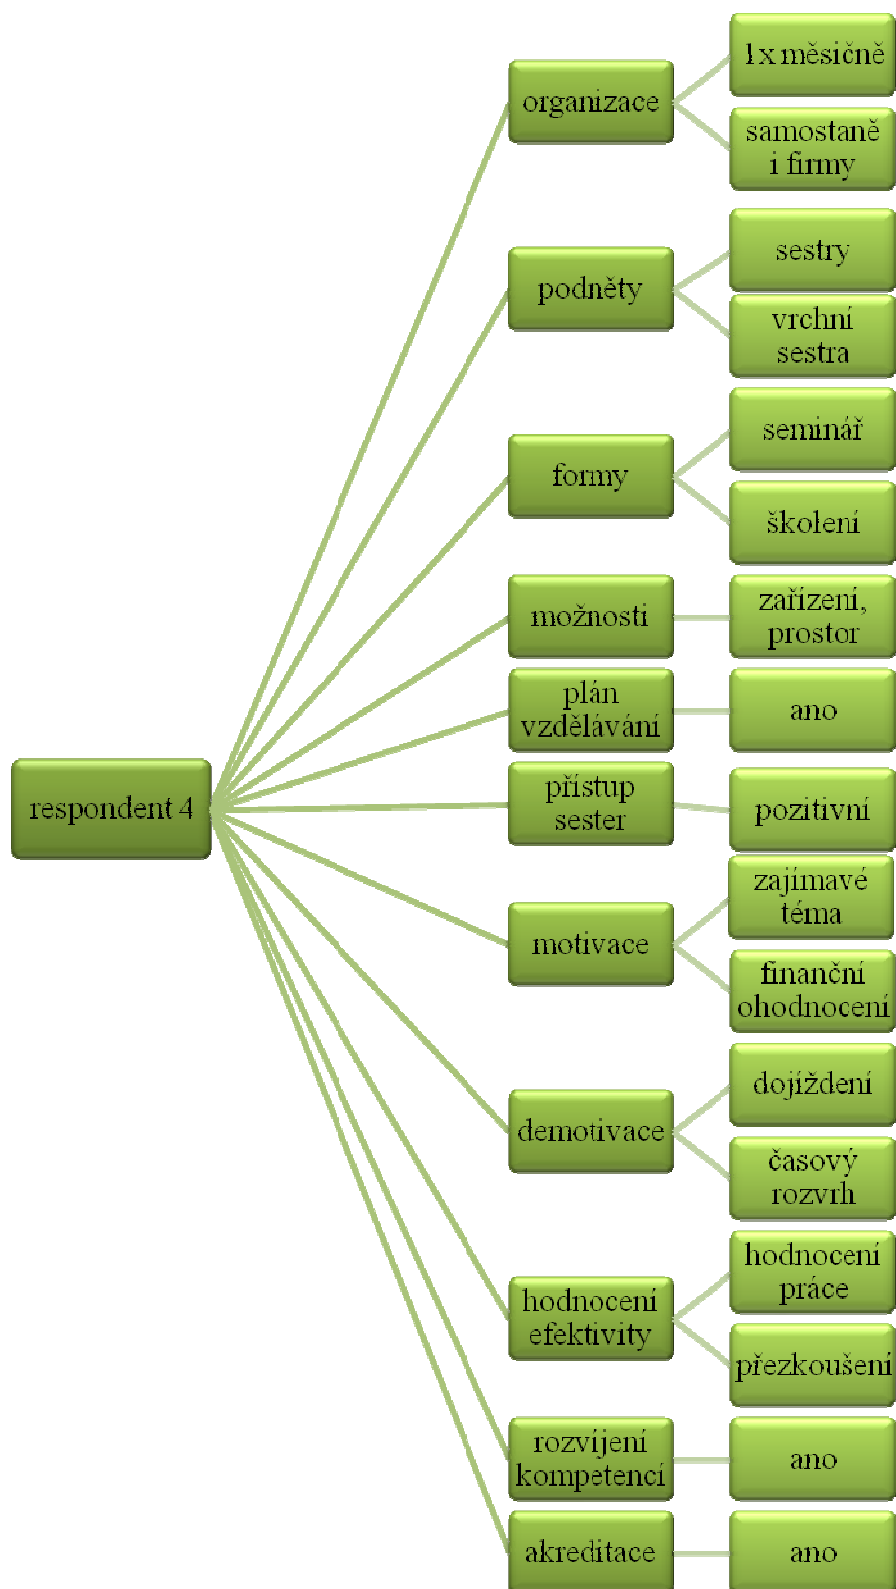 respondent 4
organizace
1x měsíčně
samostaně
i firmy
podněty
sestry
vrchní
sestra
formy
seminář
školení
možnosti
zařízení,
prostor
plán
vzdělávání
ano
přístup
sester
pozitivní
motivace
zajímavé
téma
finanční
ohodnocení
demotivace
dojíždení
časový
rozvrh
hodnocení
efektivity
hodnocení
práce
přezkoušení
rozvíjení
kompetencí
ano
akreditace
ano